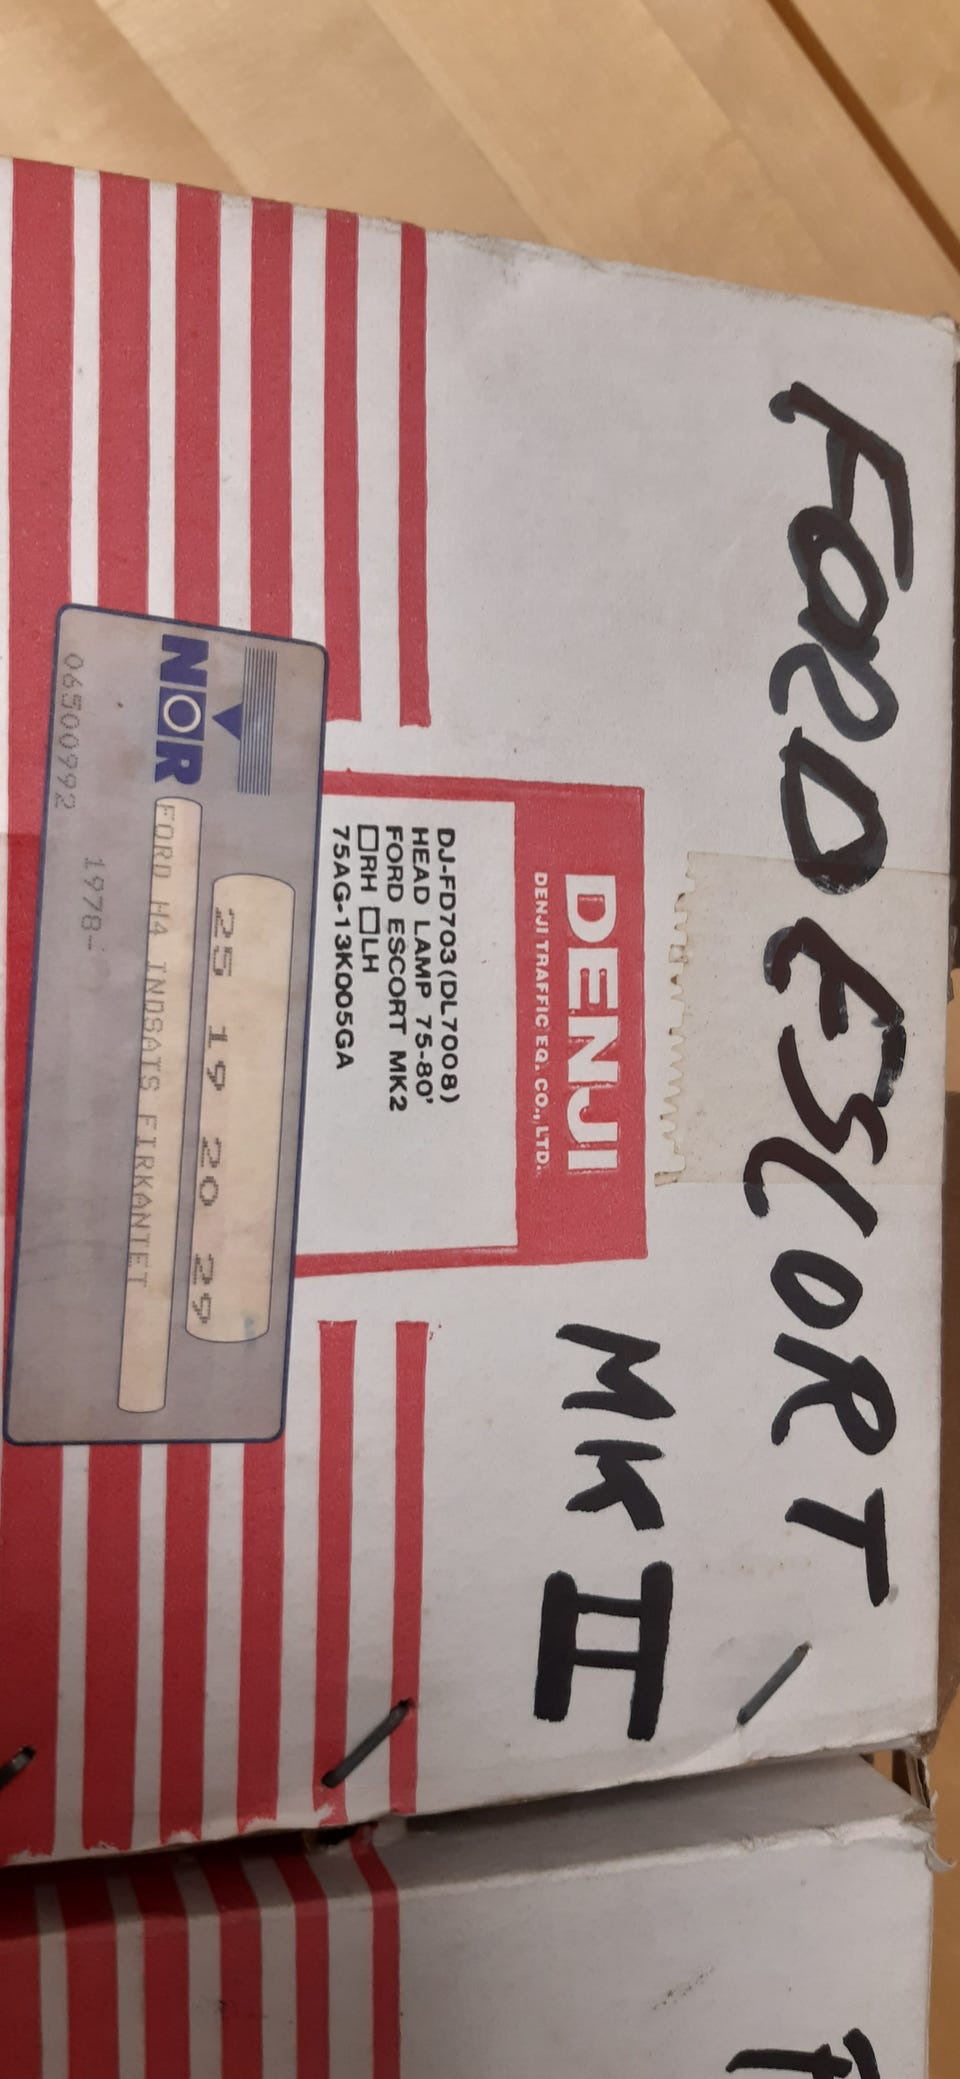 FORD ESCORT
MK II
DENJI
DENJI TRAFFIC EQ. CO., LTD.
DJ-FD703(DL7008)
HEAD LAMP 75-80'
FORD ESCORT MK2
□RH □LH
75AG-13K005GA
NOR
25 19 20 29
FORD H4 INDSATS FIRKANTET
1978-
06500992
F